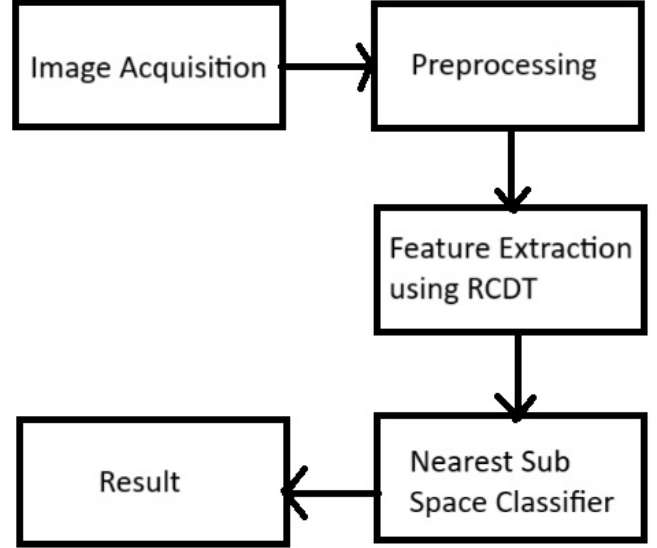 Image Acquisition
Preprocessing
Feature Extraction
using RCDT
Nearest Sub
Space Classifier
Result